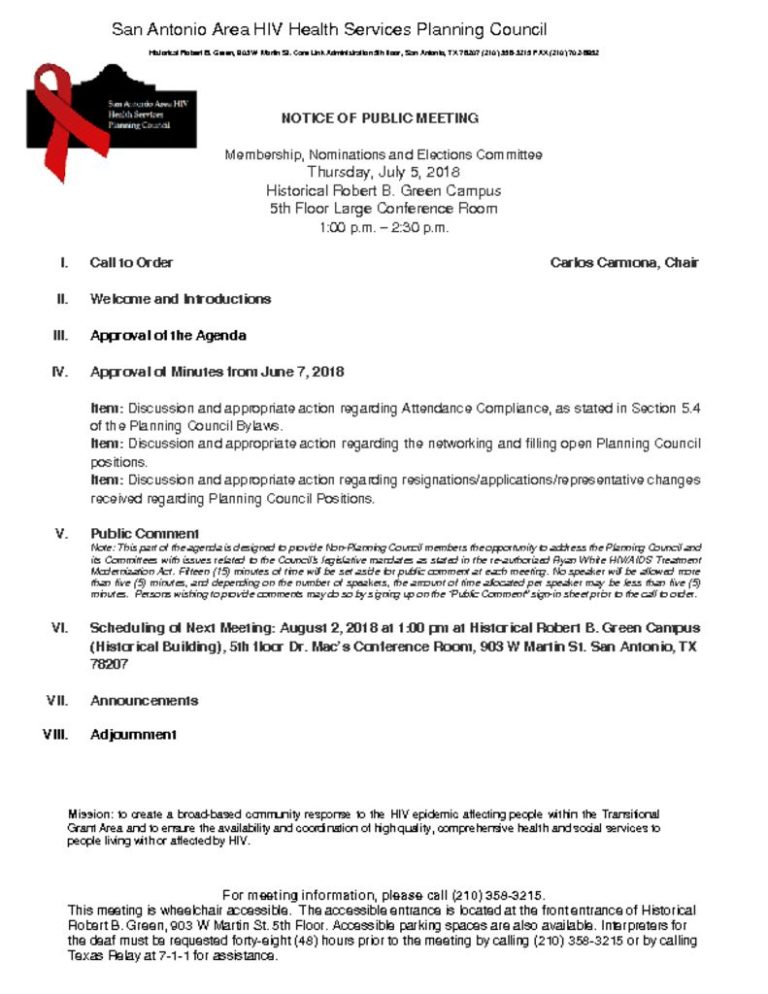 San Antonio Area HIV Health Services Planning Council
Historical Robert B. Green, 903 W Martin St. Care Link Administration 5th floor, San Antonio, TX 78207 (210) 358-3215 FAX (210)
San Antonio Area HIV
Health Services
Planning Council
NOTICE OF PUBLIC MEETING
Membership, Nominations and Elections Committee
Thursday, July 5, 2018
Historical Robert B. Green Campus
5th Floor Large Conference Room
1:00 p.m. – 2:30 p.m.
I. Call to Order Carlos Carmona, Chair
II. Welcome and Introductions
III. Approval of the Agenda
IV. Approval of Minutes from June 7, 2018
Item: Discussion and appropriate action regarding Attendance Compliance, as stated in Section 5.4
of the Planning Council Bylaws.
Item: Discussion and appropriate action regarding the networking and filling open Planning Council
positions.
Item: Discussion and appropriate action regarding resignations/applications/representative changes
received regarding Planning Council Positions.
V. Public Comment
Note: This part of the agenda is designed to provide Non-Planning Council members the opportunity to address the Planning Council and
its Committees with issues related to the Council's legislative mandates as stated in the re-authorized Ryan White HIV/AIDS Treatment
Modernization Act. Fifteen (15) minutes of time will be set aside for public comment at each meeting. No speaker will be allowed more
than five (5) minutes, and depending on the number of speakers, the amount of time allocated per speaker may be less than five (5)
minutes. Persons wishing to provide comments may do so by signing up on the "Public Comment" sign-in sheet prior to the call to order.
VI. Scheduling of Next Meeting: August 2, 2018 at 1:00 pm at Historical Robert B. Green Campus
(Historical Building), 5th floor Dr. Mac's Conference Room, 903 W Martin St. San Antonio, TX
78207
VII. Announcements
VIII. Adjournment
Mission: to create a broad-based community response to the HIV epidemic affecting people within the Transitional
Grant Area and to ensure the availability and coordination of high quality, comprehensive health and social services to
people living with or affected by HIV.
For meeting information, please call (210) 358-3215.
This meeting is wheelchair accessible. The accessible entrance is located at the front entrance of Historical
Robert B. Green, 903 W Martin St. 5th Floor. Accessible parking spaces are also available. Interpreters for
the deaf must be requested forty-eight (48) hours prior to the meeting by calling (210) 358-3215 or by calling
Texas Relay at 7-1-1 for assistance.